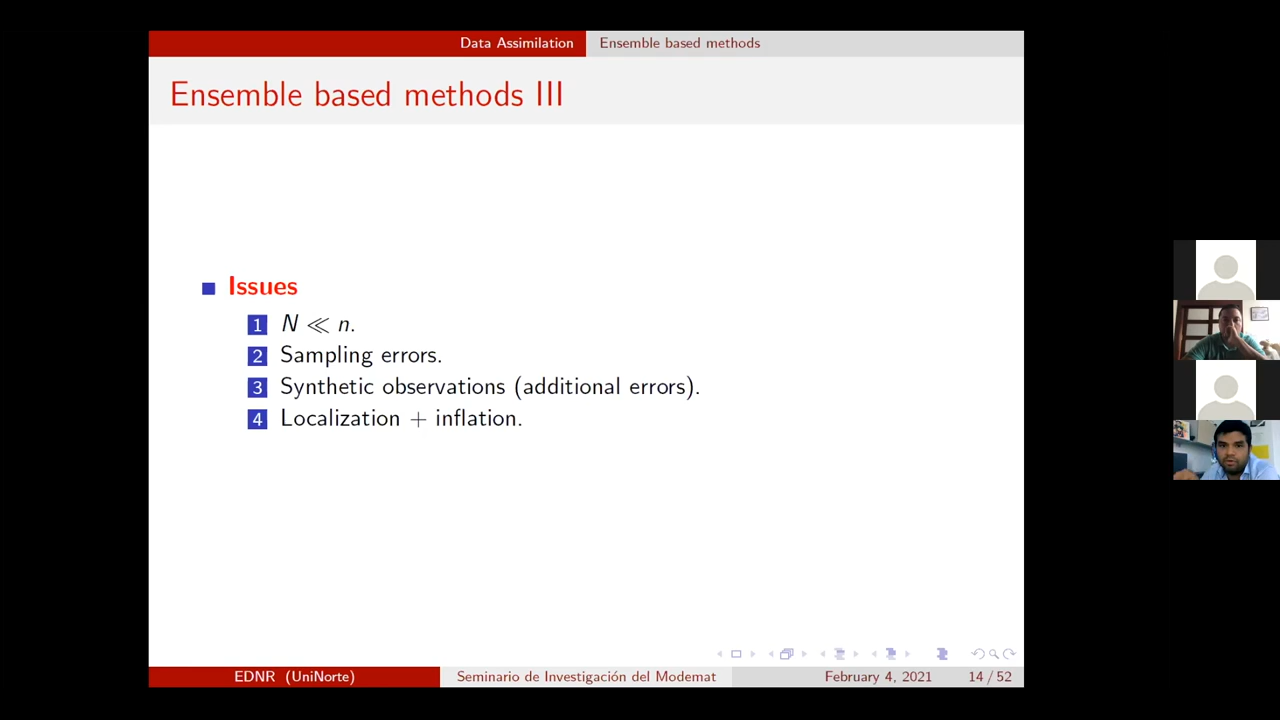 Data Assimilation Ensemble based methods
Ensemble based methods III
Issues
1 N ≪ n.
2 Sampling errors.
3 Synthetic observations (additional errors).
4 Localization + inflation.
EDNR (UniNorte) Seminario de Investigación del Modemat February 4, 2021 14 / 52